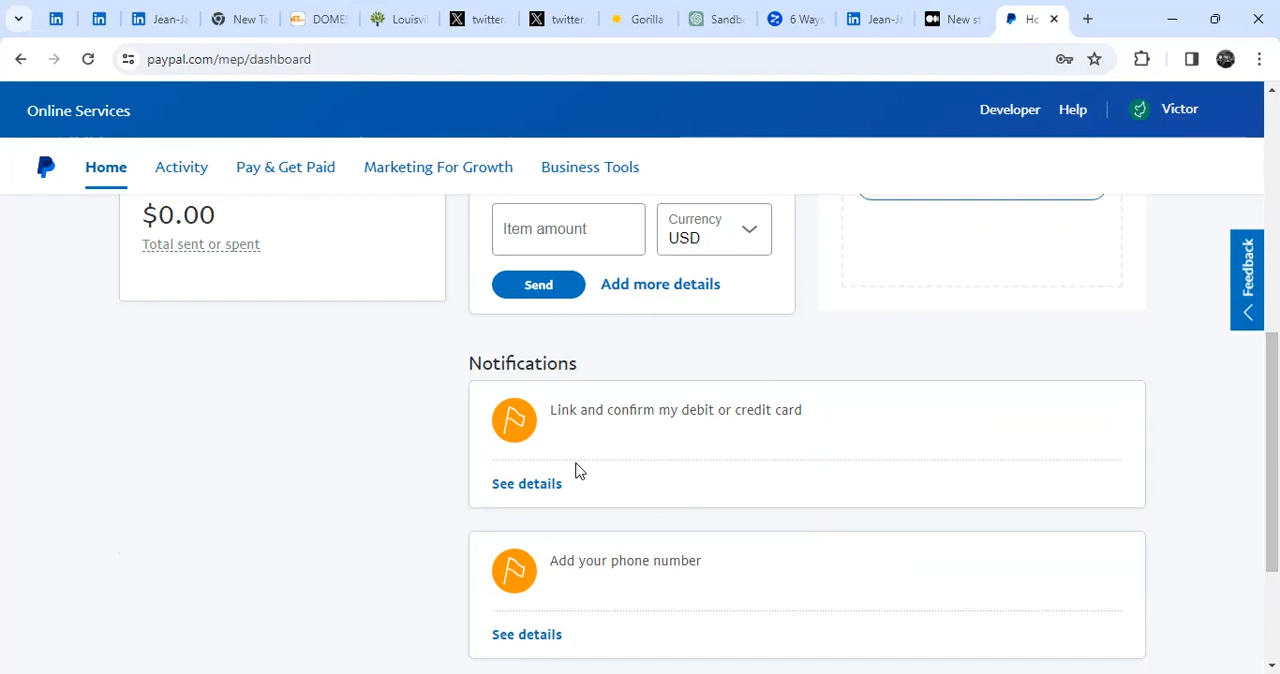 Jean-Ja
New Ta
DOME
Louisvi
twitter.
twitter.
Gorilla
Sandb
6 Ways
Jean-Ja
New st
Ho
paypal.com/mep/dashboard
Online Services
Developer
Help
Victor
Home
Activity
Pay & Get Paid
Marketing For Growth
Business Tools
$0.00
Total sent or spent
Item amount
Currency
USD
Send
Add more details
Feedback
Notifications
Link and confirm my debit or credit card
See details
Add your phone number
See details